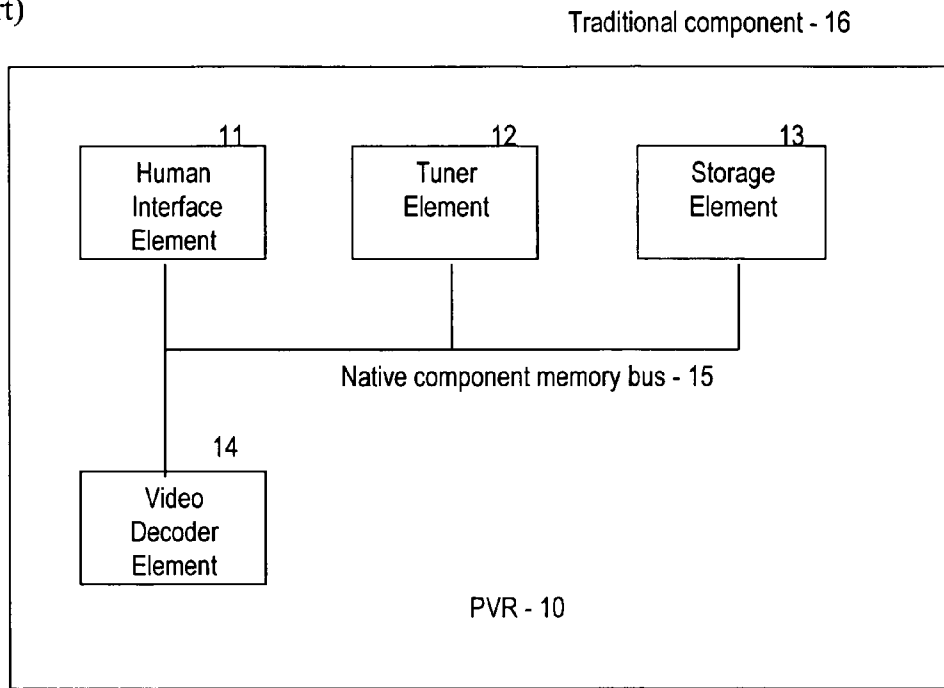 Traditional component - 16
11
Human
Interface
Element
12
Tuner
Element
13
Storage
Element
Native component memory bus - 15
14
Video
Decoder
Element
PVR - 10